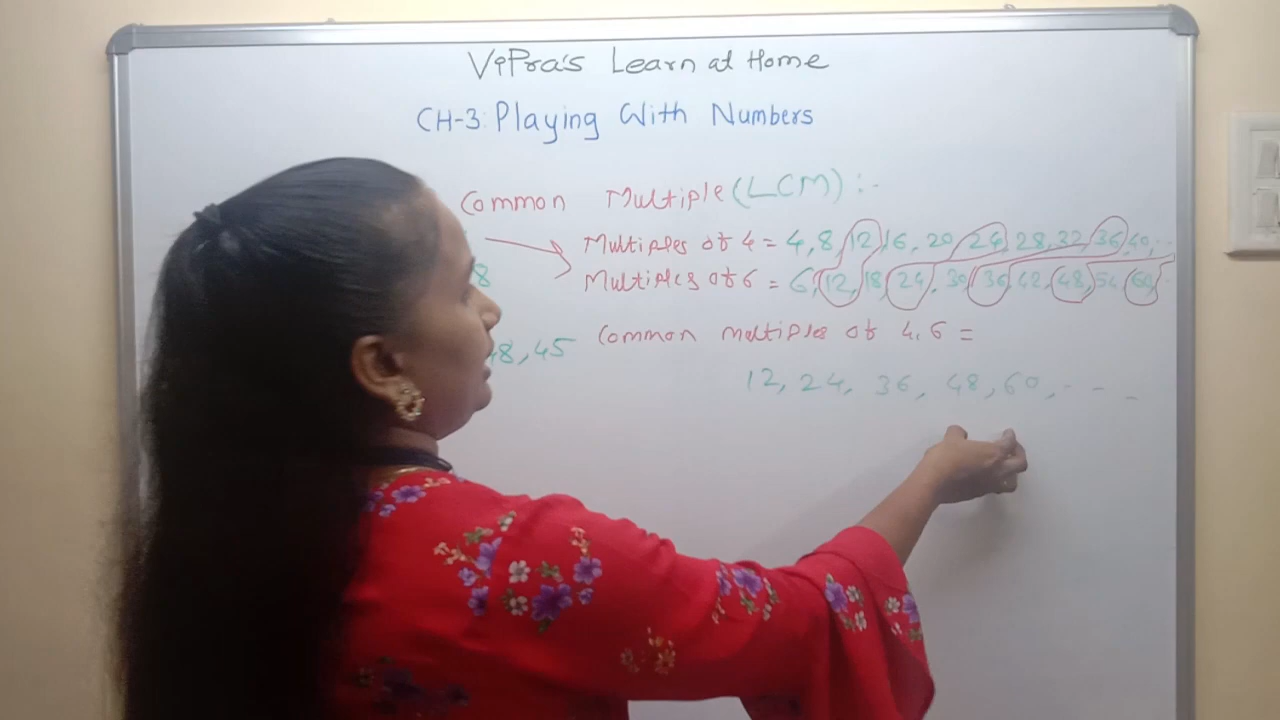 ViPra's Learn at Home
CH-3: Playing With Numbers
Common Multiple (LCM) :-
Multiples of 4 = 4, 8, 12, 16, 20, 24, 28, 32, 36, 40, ..
Multiples of 6 = 6, 12, 18, 24, 30, 36, 42, 48, 54, 60, ..
8
48, 45
Common multiples of 4, 6 =
12, 24, 36, 48, 60, - - -